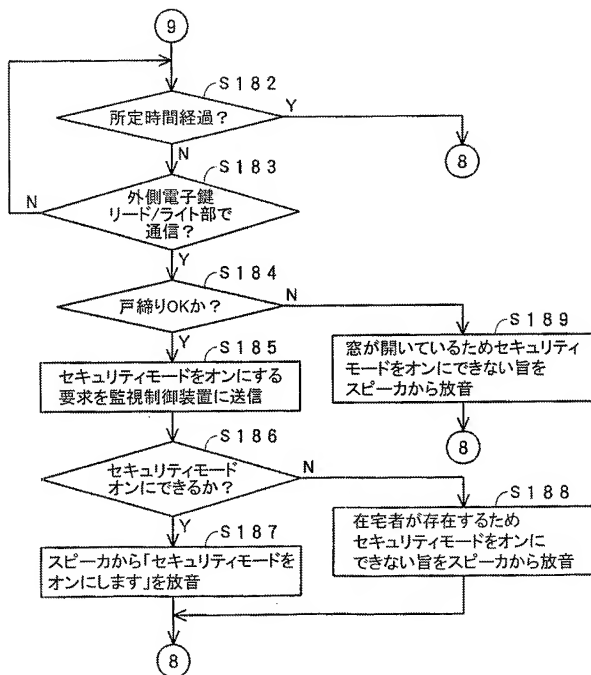 9
S182
所定時間経過?
Y
8
N
S183
外側電子鍵
リード/ライト部で
通信?
N
Y
S184
戸締りOKか?
N
Y
S189
窓が開いているためセキュリティ
モードをオンにできない旨を
スピーカから放音
8
S185
セキュリティモードをオンにする
要求を監視制御装置に送信
S186
セキュリティモード
オンにできるか?
N
Y
S188
在宅者が存在するため
セキュリティモードをオンに
できない旨をスピーカから放音
S187
スピーカから「セキュリティモードを
オンにします」を放音
8